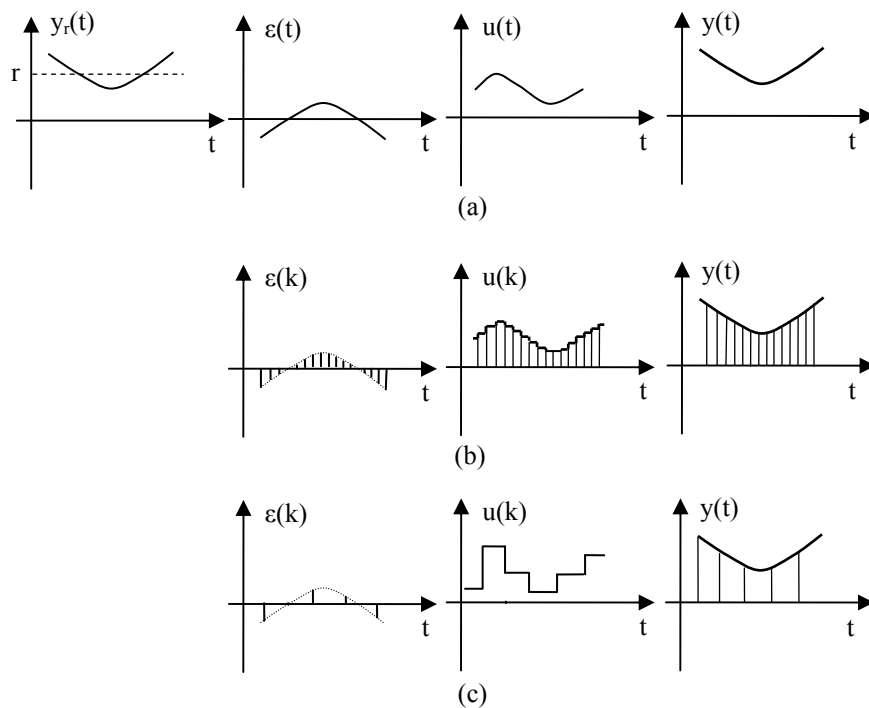 yᵣ(t) ε(t) u(t) y(t)
r
t t t t
(a)
ε(k) u(k) y(t)
t t t
(b)
ε(k) u(k) y(t)
t t t
(c)